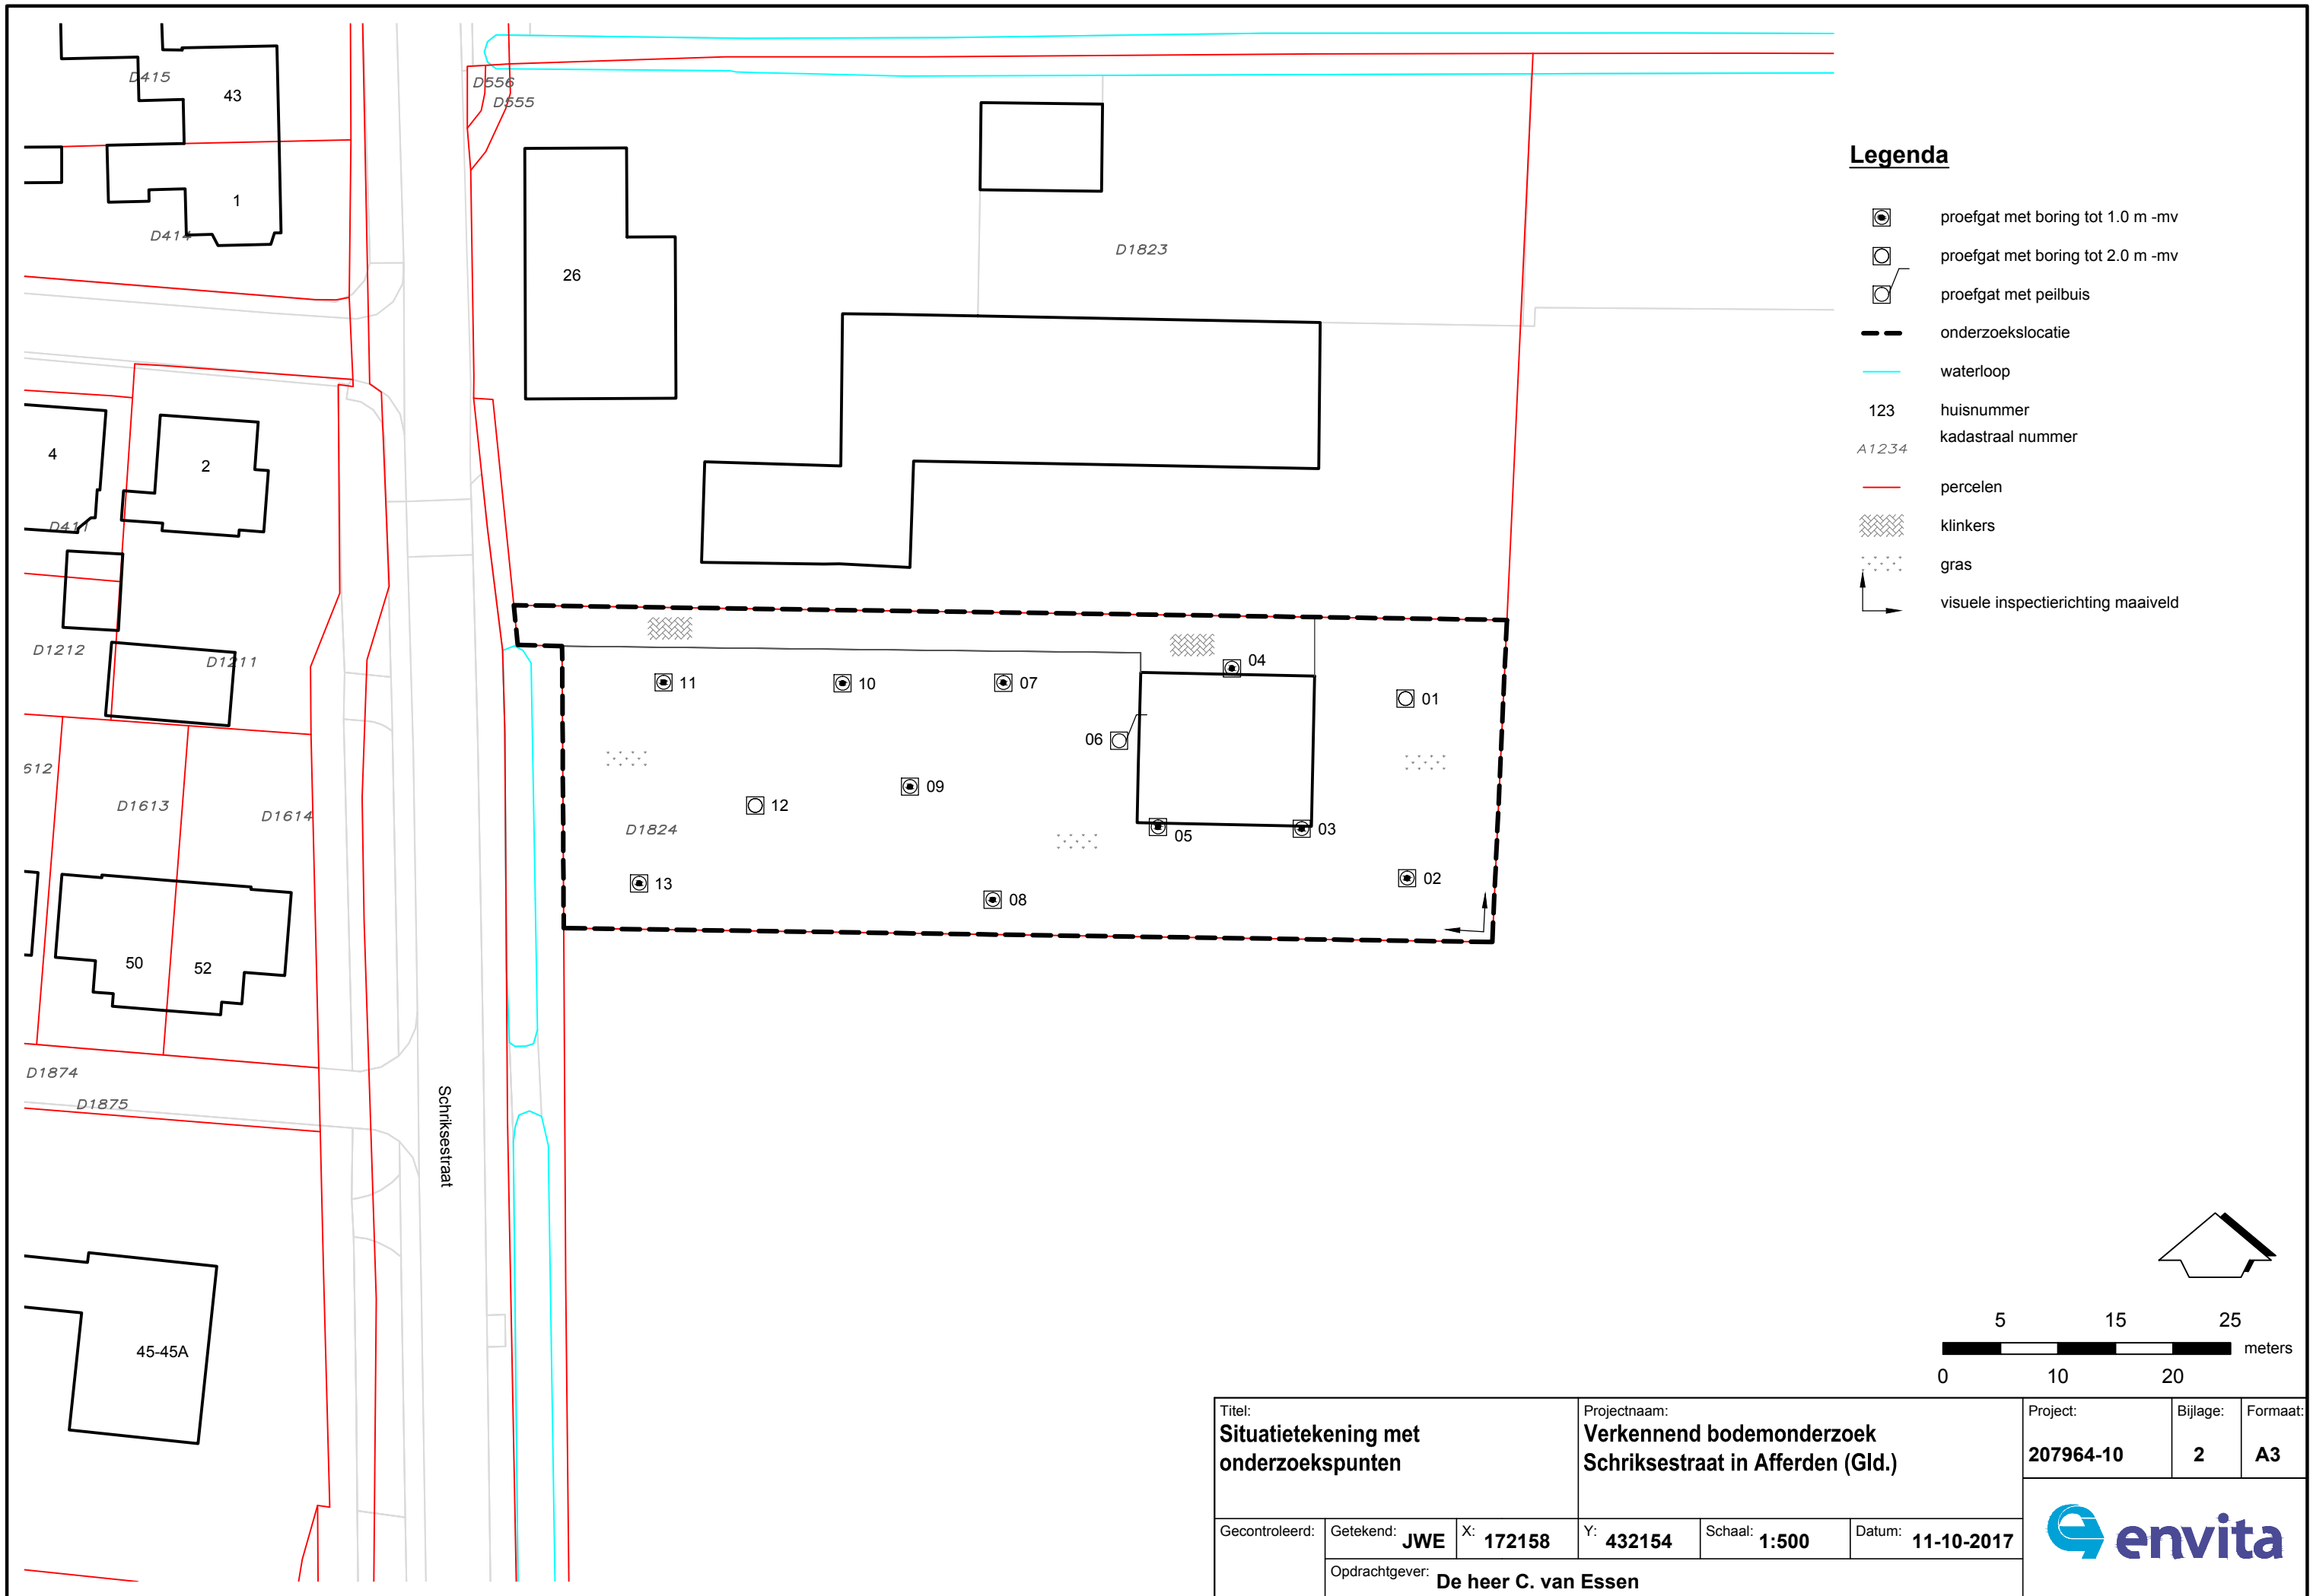 D415
43
D556
D555
1
D414
26
D1823
4
2
D411
D1212
D1211
612
D1613
D1614
50
52
D1874
D1875
45-45A
Schriksestraat
11
10
07
04
01
06
09
12
D1824
05
03
13
08
02
Legenda
proefgat met boring tot 1.0 m -mv
proefgat met boring tot 2.0 m -mv
proefgat met peilbuis
onderzoekslocatie
waterloop
123 huisnummer
A1234 kadastraal nummer
percelen
klinkers
gras
visuele inspectierichting maaiveld
5 15 25
meters
0 10 20
Titel:
Situatietekening met
onderzoekspunten
Projectnaam:
Verkennend bodemonderzoek
Schriksestraat in Afferden (Gld.)
Project:
207964-10
Bijlage:
2
Formaat:
A3
Gecontroleerd:
Getekend: JWE
X: 172158
Y: 432154
Schaal: 1:500
Datum: 11-10-2017
Opdrachtgever: De heer C. van Essen
envita